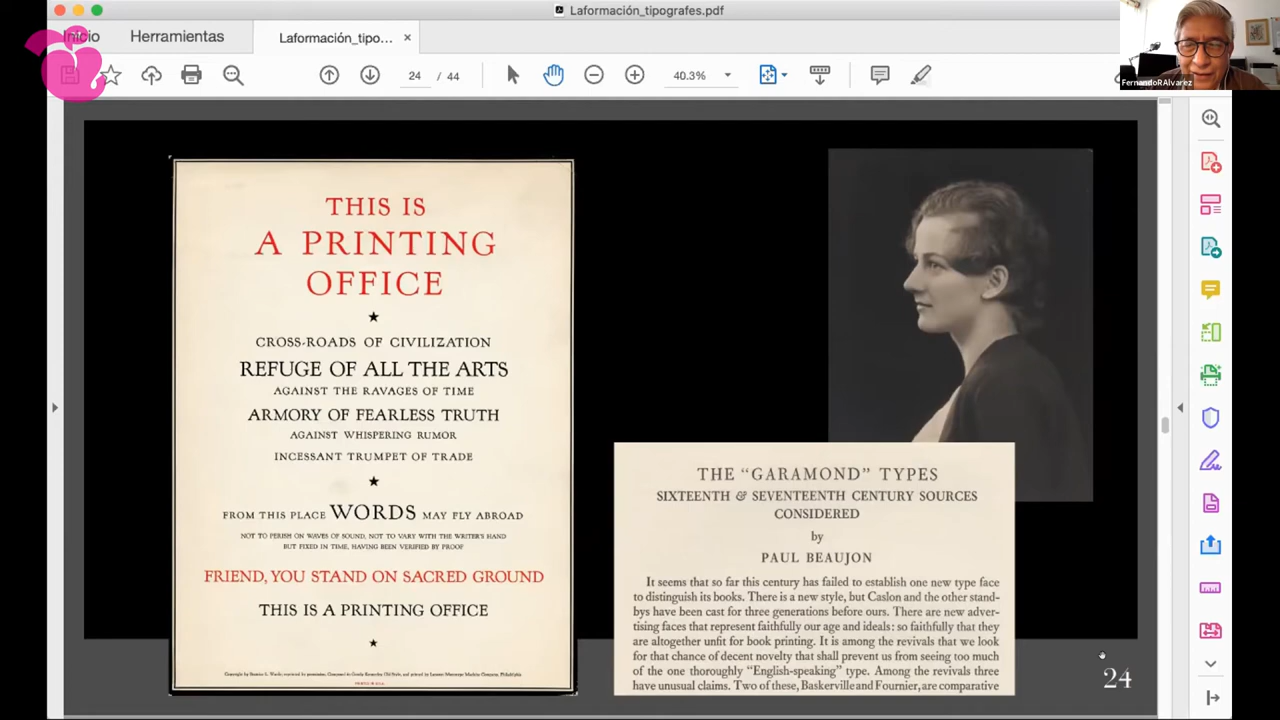 Laformación_tipografes.pdf
Inicio
Herramientas
Laformación_tipo...
24 / 44
40.3%
FernandoRAlvarez
THIS IS
A PRINTING
OFFICE
CROSS-ROADS OF CIVILIZATION
REFUGE OF ALL THE ARTS
AGAINST THE RAVAGES OF TIME
ARMORY OF FEARLESS TRUTH
AGAINST WHISPERING RUMOR
INCESSANT TRUMPET OF TRADE
FROM THIS PLACE WORDS MAY FLY ABROAD
NOT TO PERISH ON WAVES OF SOUND, NOT TO VARY WITH THE WRITER'S HAND
BUT FIXED IN TIME, HAVING BEEN VERIFIED BY PROOF
FRIEND, YOU STAND ON SACRED GROUND
THIS IS A PRINTING OFFICE
THE “GARAMOND” TYPES
SIXTEENTH & SEVENTEENTH CENTURY SOURCES
CONSIDERED
by
PAUL BEAUJON
It seems that so far this century has failed to establish one new type face
to distinguish its books. There is a new style, but Caslon and the other stand-
bys have been cast for three generations before ours. There are new adver-
tising faces that represent faithfully our age and ideals: so faithfully that they
are altogether unfit for book printing. It is among the revivals that we look
for that chance of decent novelty that shall prevent us from seeing too much
of the one thoroughly “English-speaking” type. Among the revivals three
have unusual claims. Two of these, Baskerville and Fournier, are comparative
24